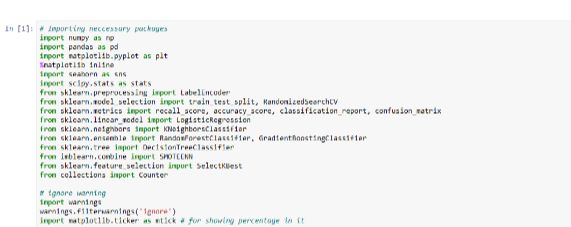 In [1]: # importing neccessary packages
import numpy as np
import pandas as pd
import matplotlib.pyplot as plt
%matplotlib inline
import seaborn as sns
import scipy.stats as stats
from sklearn.preprocessing import LabelEncoder
from sklearn.model_selection import train_test_split, RandomizedSearchCV
from sklearn.metrics import recall_score, accuracy_score, classification_report, confusion_matrix
from sklearn.linear_model import LogisticRegression
from sklearn.neighbors import KNeighborsClassifier
from sklearn.ensemble import RandomForestClassifier, GradientBoostingClassifier
from sklearn.tree import DecisionTreeClassifier
from imblearn.combine import SMOTEENN
from sklearn.feature_selection import SelectKBest
from collections import Counter
# ignore warning
import warnings
warnings.filterwarnings('ignore')
import matplotlib.ticker as mtick # for showing percentage in it